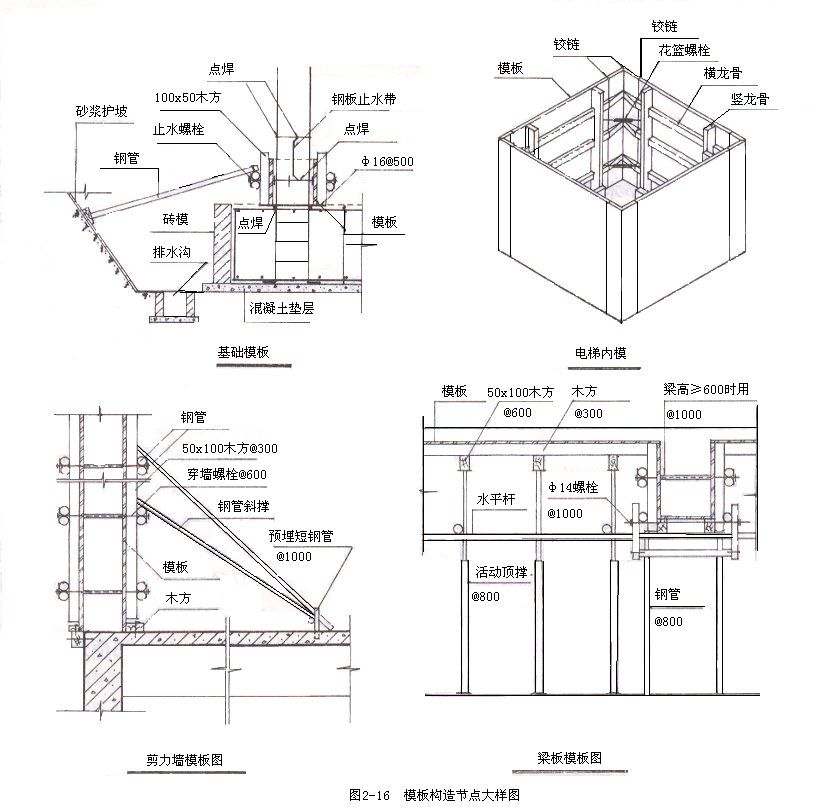 点焊
100x50木方
钢板止水带
砂浆护坡
止水螺栓
点焊
钢管
ф16@500
砖模
点焊
模板
排水沟
混凝土垫层
基础模板
铰链
铰链
花篮螺栓
模板
横龙骨
竖龙骨
电梯内模
钢管
50x100木方@300
穿墙螺栓@600
钢管斜撑
预埋短钢管
@1000
模板
木方
剪力墙模板图
模板
50x100木方
@600
木方
@300
梁高≥600时用
@1000
水平杆
ф14螺栓
@1000
活动顶撑
@800
钢管
@800
梁板模板图
图2-16 模板构造节点大样图